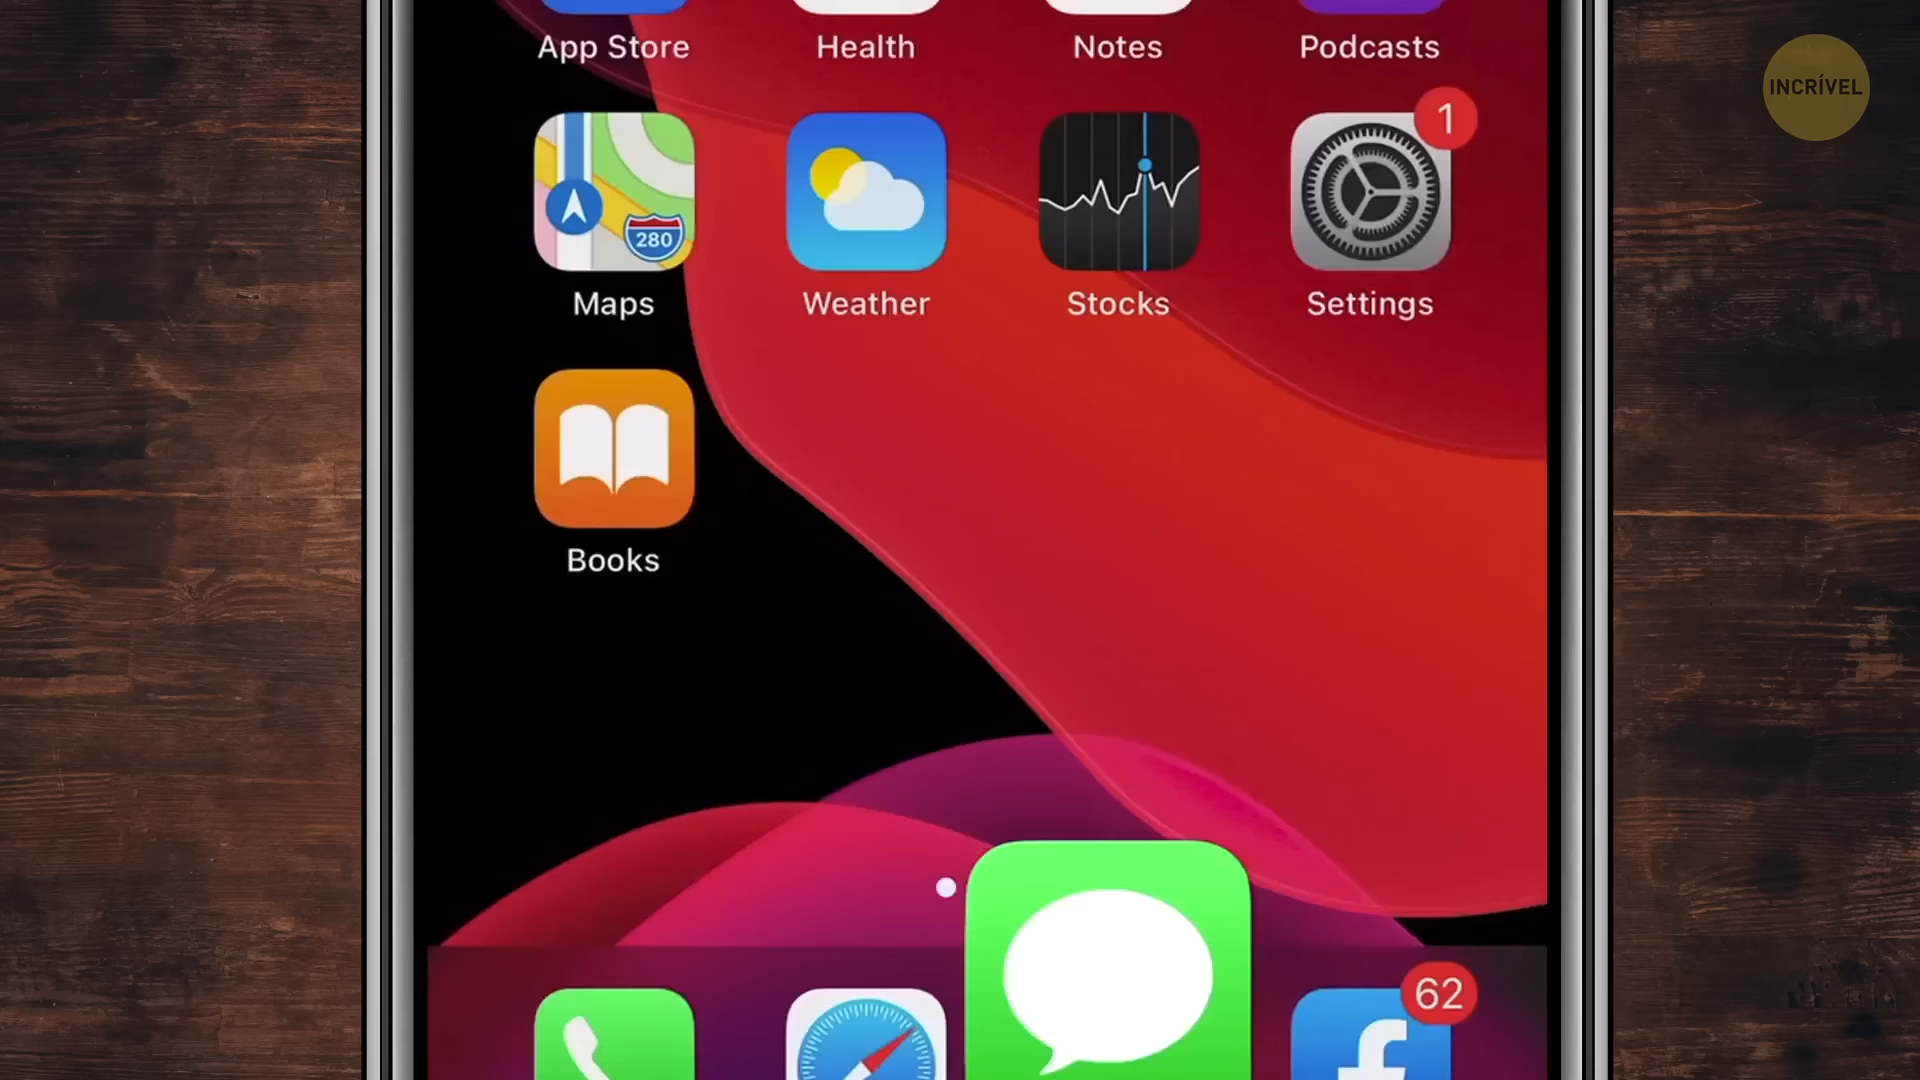 App Store Health Notes Podcasts
INCRÍVEL
1
280
Maps Weather Stocks Settings
Books
62